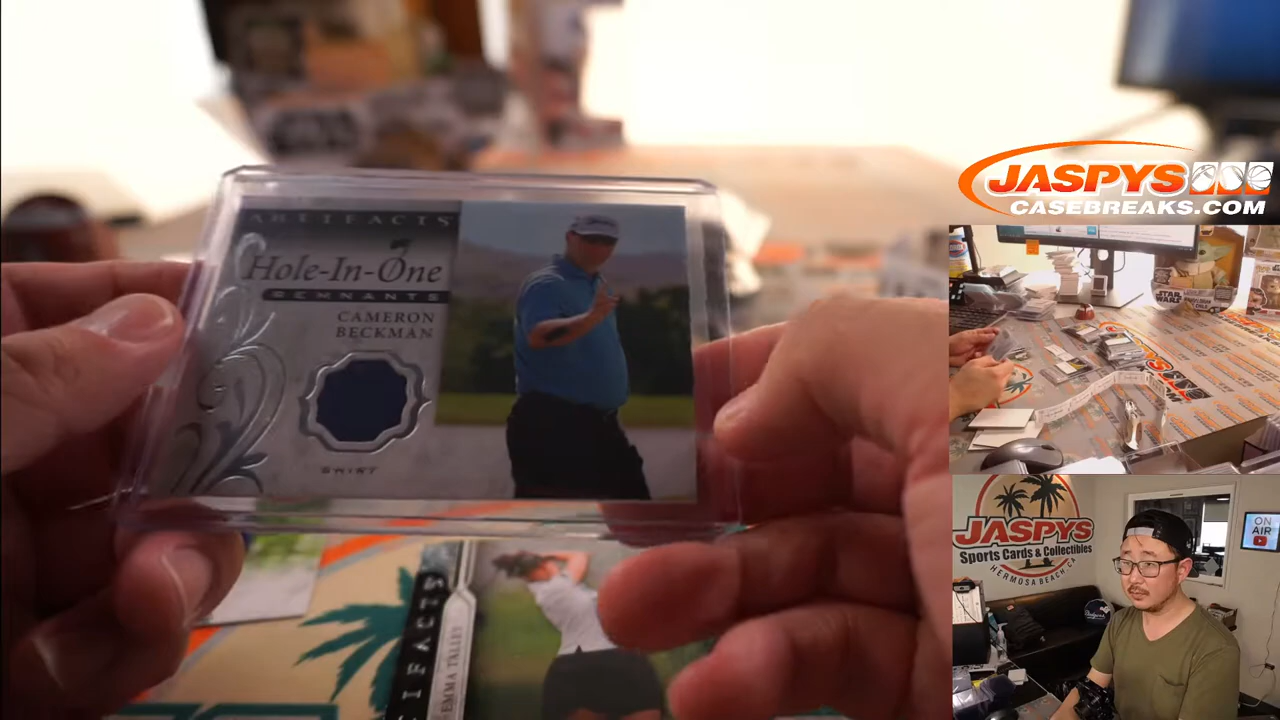 ARTIFACTS
Hole-In-One
REMNANTS
CAMERON
BECKMAN
SHIRT
ARTIFACTS
EMMA TALLEY
JASPYS
CASEBREAKS.COM
STAR
WARS
JASPYS
Sports Cards & Collectibles
HERMOSA BEACH, CA
ON
AIR